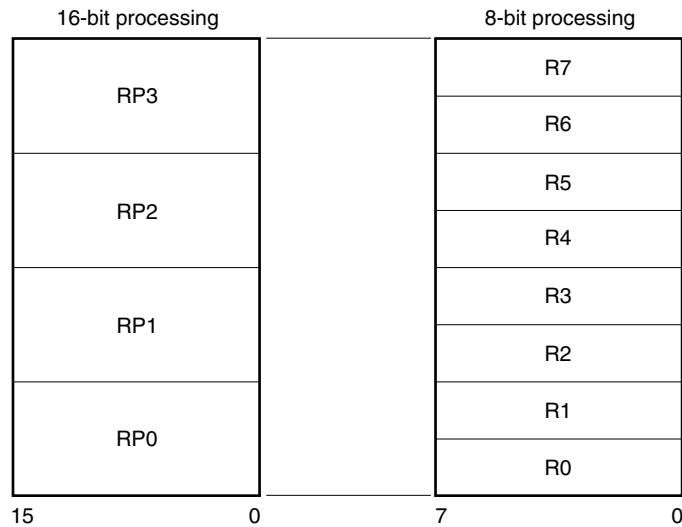 16-bit processing
8-bit processing
RP3
RP2
RP1
RP0
R7
R6
R5
R4
R3
R2
R1
R0
15 0
7 0